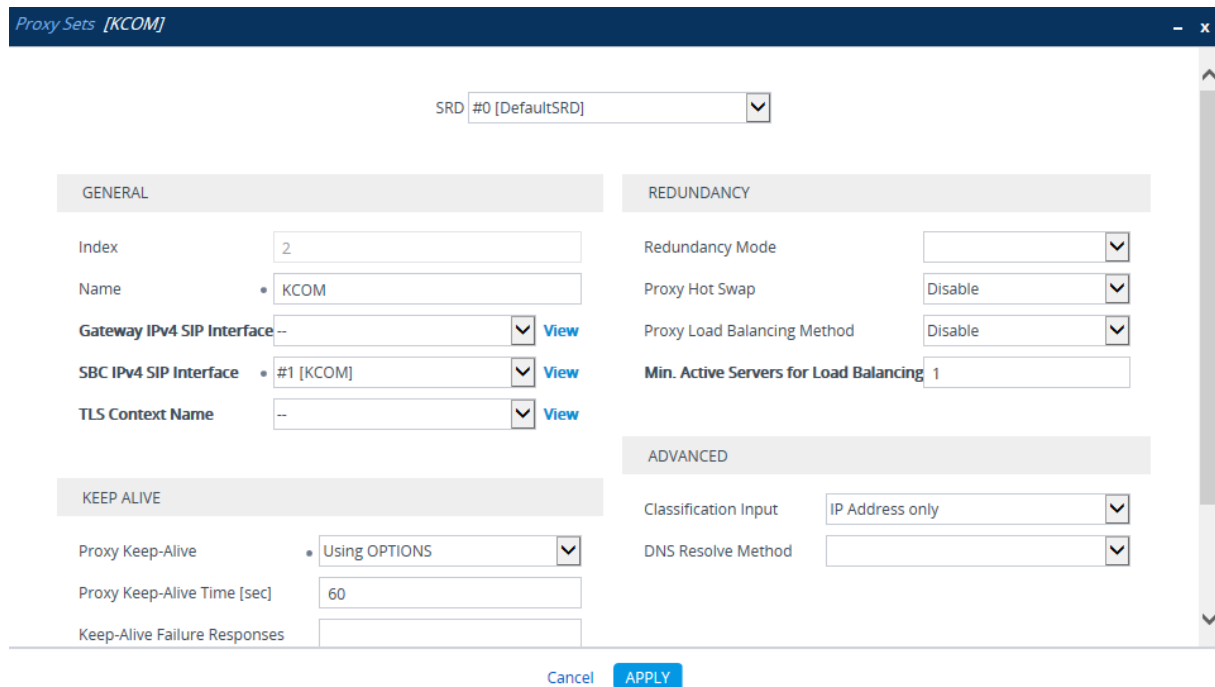 Proxy Sets [KCOM]
– x
SRD #0 [DefaultSRD]
GENERAL
Index 2
Name • KCOM
Gateway IPv4 SIP Interface -- View
SBC IPv4 SIP Interface • #1 [KCOM] View
TLS Context Name -- View
KEEP ALIVE
Proxy Keep-Alive • Using OPTIONS
Proxy Keep-Alive Time [sec] 60
Keep-Alive Failure Responses
REDUNDANCY
Redundancy Mode
Proxy Hot Swap Disable
Proxy Load Balancing Method Disable
Min. Active Servers for Load Balancing 1
ADVANCED
Classification Input IP Address only
DNS Resolve Method
Cancel APPLY